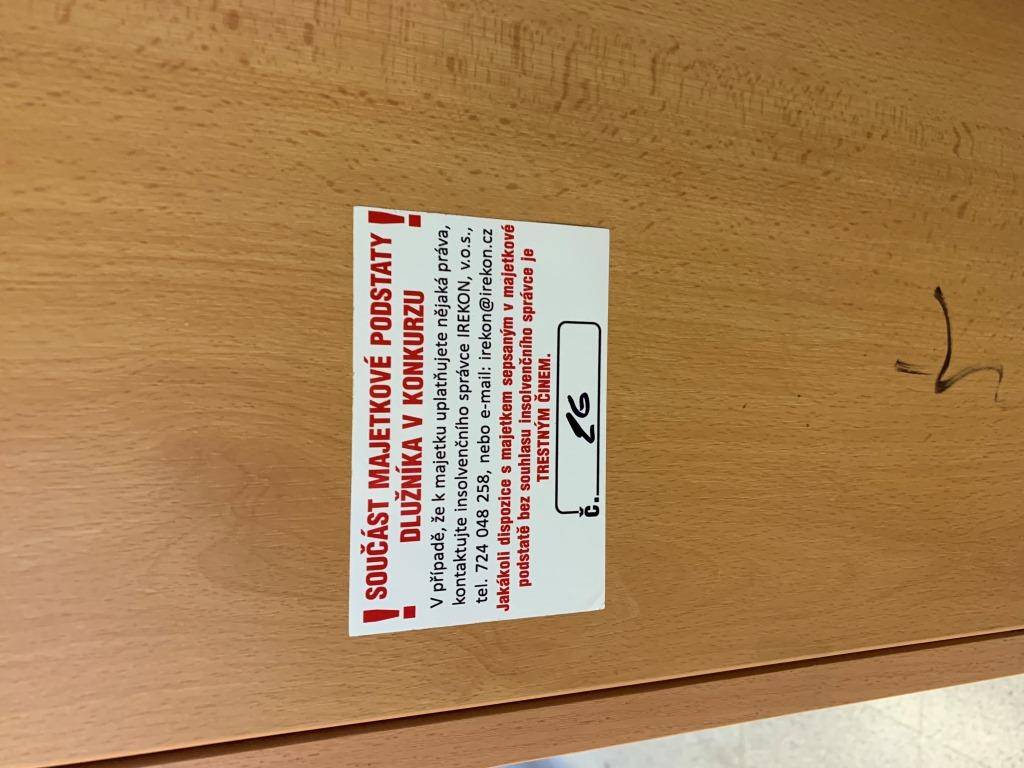 ! SOUČÁST MAJETKOVÉ PODSTATY !
DLUŽNÍKA V KONKURZU
V případě, že k majetku uplatňujete nějaká práva,
kontaktujte insolvenčního správce IREKON, v.o.s.,
tel. 724 048 258, nebo e-mail: irekon@irekon.cz
Jakákoli dispozice s majetkem sepsaným v majetkové
podstatě bez souhlasu insolvenčního správce je
TRESTNÝM ČINEM.
Č. 26